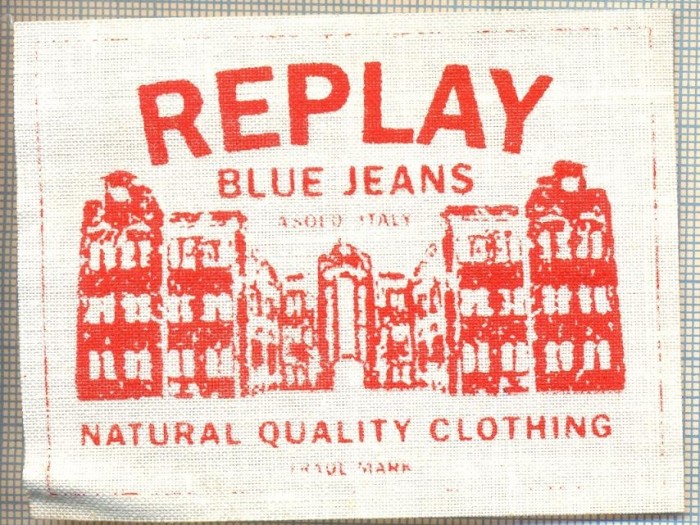 REPLAY
BLUE JEANS
ASOLO ITALY
NATURAL QUALITY CLOTHING
TRADE MARK